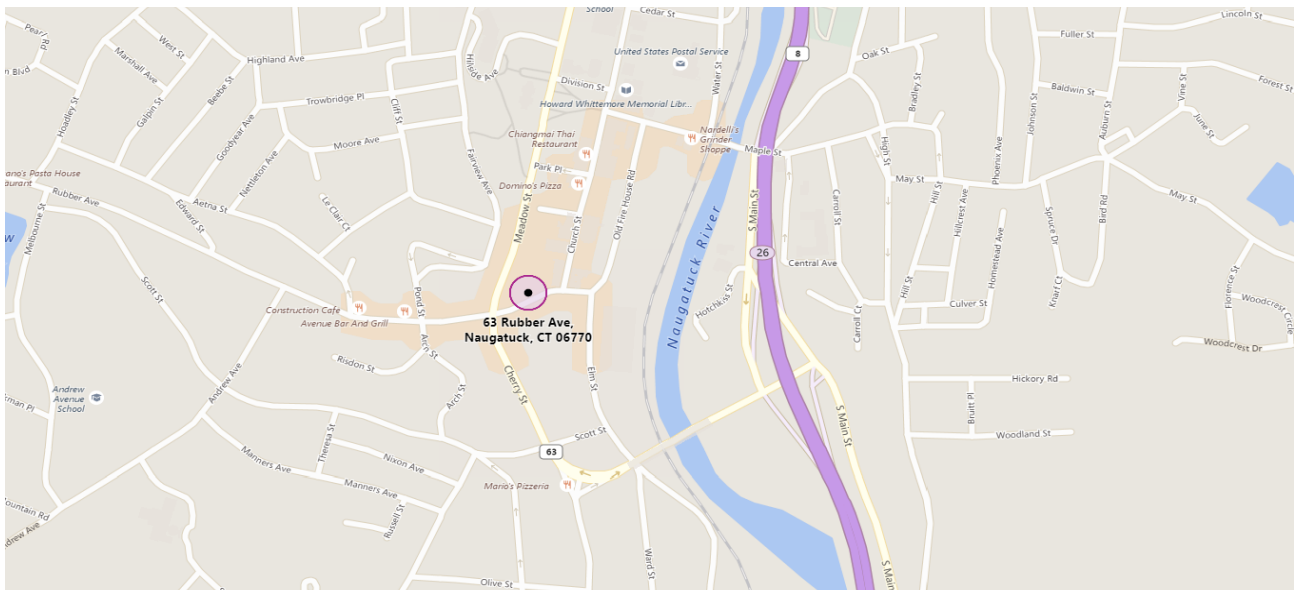 School
Cedar St
Lincoln St
Pearl Rd
West St
Marshall Ave
Highland Ave
Beebe St
Galpin St
Hoadley St
Goodyear Ave
Nettleton Ave
Trowbridge Pl
Cliff St
Moore Ave
Le Clair Ct
Hillside Ave
Division St
United States Postal Service
Howard Whittemore Memorial Libr...
Water St
8
Oak St
Fuller St
Forest St
Baldwin St
Bradley St
Johnson St
Auburn St
Vine St
June St
Chiangmai Thai
Restaurant
Nardelli's
Grinder
Shoppe
Maple St
High St
Phoenix Ave
Park Pl
Domino's Pizza
Fairview Ave
Meadow St
Church St
Old Fire House Rd
Rubber Ave
Aetna St
Edward St
Melbourne St
Scott St
S Main St
26
Carroll St
May St
Hill St
Hillcrest Ave
Spruce Dr
Bird Rd
May St
Central Ave
Homestead Ave
Knarf Ct
Florence St
Woodcrest Circle
Hill St
Culver St
Carroll Ct
Woodcrest Dr
Naugatuck River
Hotchkiss St
Pond St
Construction Cafe
Avenue Bar And Grill
Arch St
63 Rubber Ave,
Naugatuck, CT 06770
Risdon St
Andrew Ave
Andrew
Avenue
School
Arch St
Cherry St
Elm St
Hickory Rd
Bruitt Pl
Woodland St
S Main St
Scott St
63
Theresa St
Nixon Ave
Manners Ave
Manners Ave
Russell St
Mario's Pizzeria
Ward St
Olive St
S Main